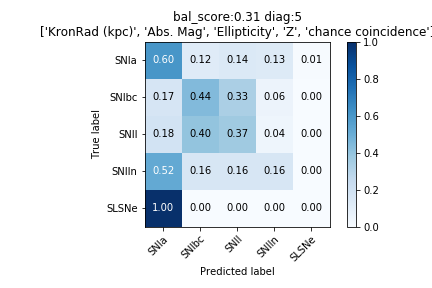 bal_score:0.31 diag:5
['KronRad (kpc)', 'Abs. Mag', 'Ellipticity', 'Z', 'chance coincidence']
SNIa 0.60 0.12 0.14 0.13 0.01
SNIbc 0.17 0.44 0.33 0.06 0.00
SNII 0.18 0.40 0.37 0.04 0.00
SNIIn 0.52 0.16 0.16 0.16 0.00
SLSNe 1.00 0.00 0.00 0.00 0.00
True label
SNIa SNIbc SNII SNIIn SLSNe
Predicted label
1.0
0.8
0.6
0.4
0.2
0.0